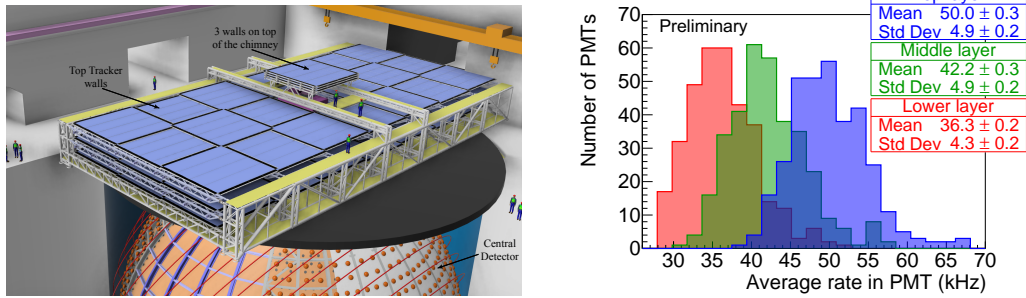 3 walls on top
of the chimney
Top Tracker
walls
Central
Detector
Preliminary
Mean 50.0 ± 0.3
Std Dev 4.9 ± 0.2
Middle layer
Mean 42.2 ± 0.3
Std Dev 4.9 ± 0.2
Lower layer
Mean 36.3 ± 0.2
Std Dev 4.3 ± 0.2
Number of PMTs
70
60
50
40
30
20
10
0
30 35 40 45 50 55 60 65 70
Average rate in PMT (kHz)